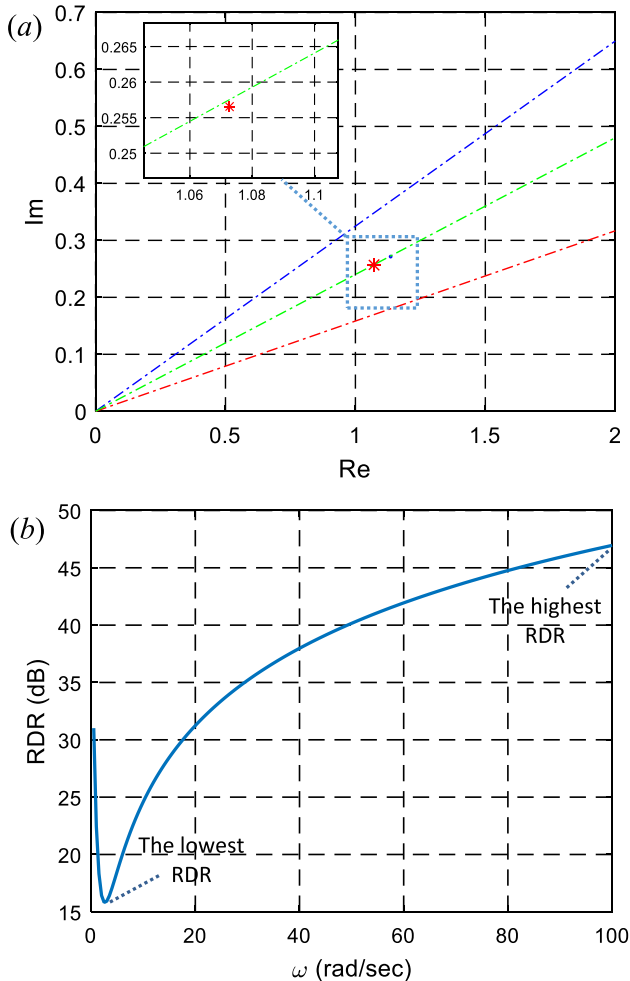 (a)
0.7
0.6
0.5
0.4
0.3
0.2
0.1
0
Im
0.265
0.26
0.255
0.25
1.06 1.08 1.1
0 0.5 1 1.5 2
Re
(b)
50
45
40
35
30
25
20
15
RDR (dB)
The highest
RDR
The lowest
RDR
0 20 40 60 80 100
ω (rad/sec)